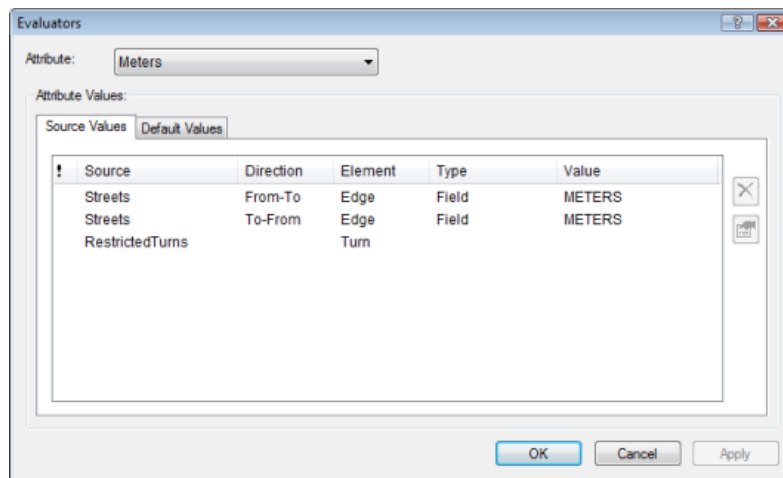 Evaluators
Attribute: Meters
Attribute Values:
Source Values Default Values
! Source Direction Element Type Value
Streets From-To Edge Field METERS
Streets To-From Edge Field METERS
RestrictedTurns Turn
OK Cancel Apply